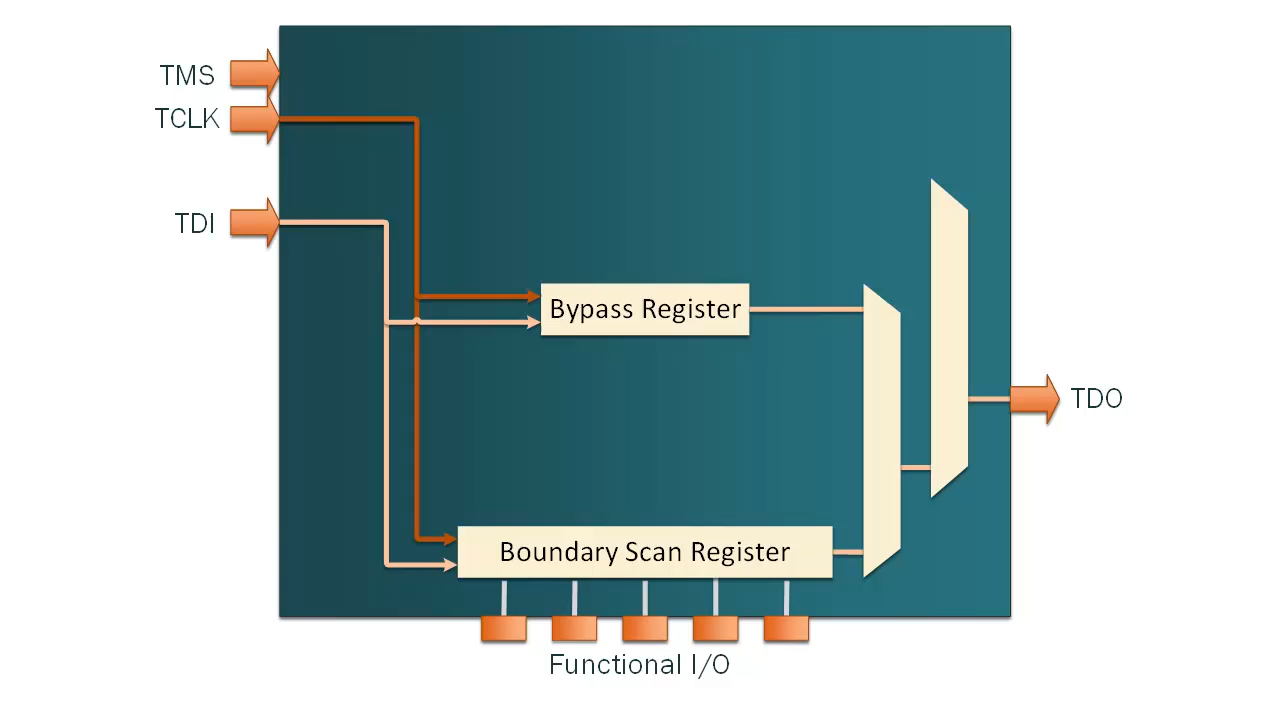 TMS
TCLK
TDI
Bypass Register
TDO
Boundary Scan Register
Functional I/O